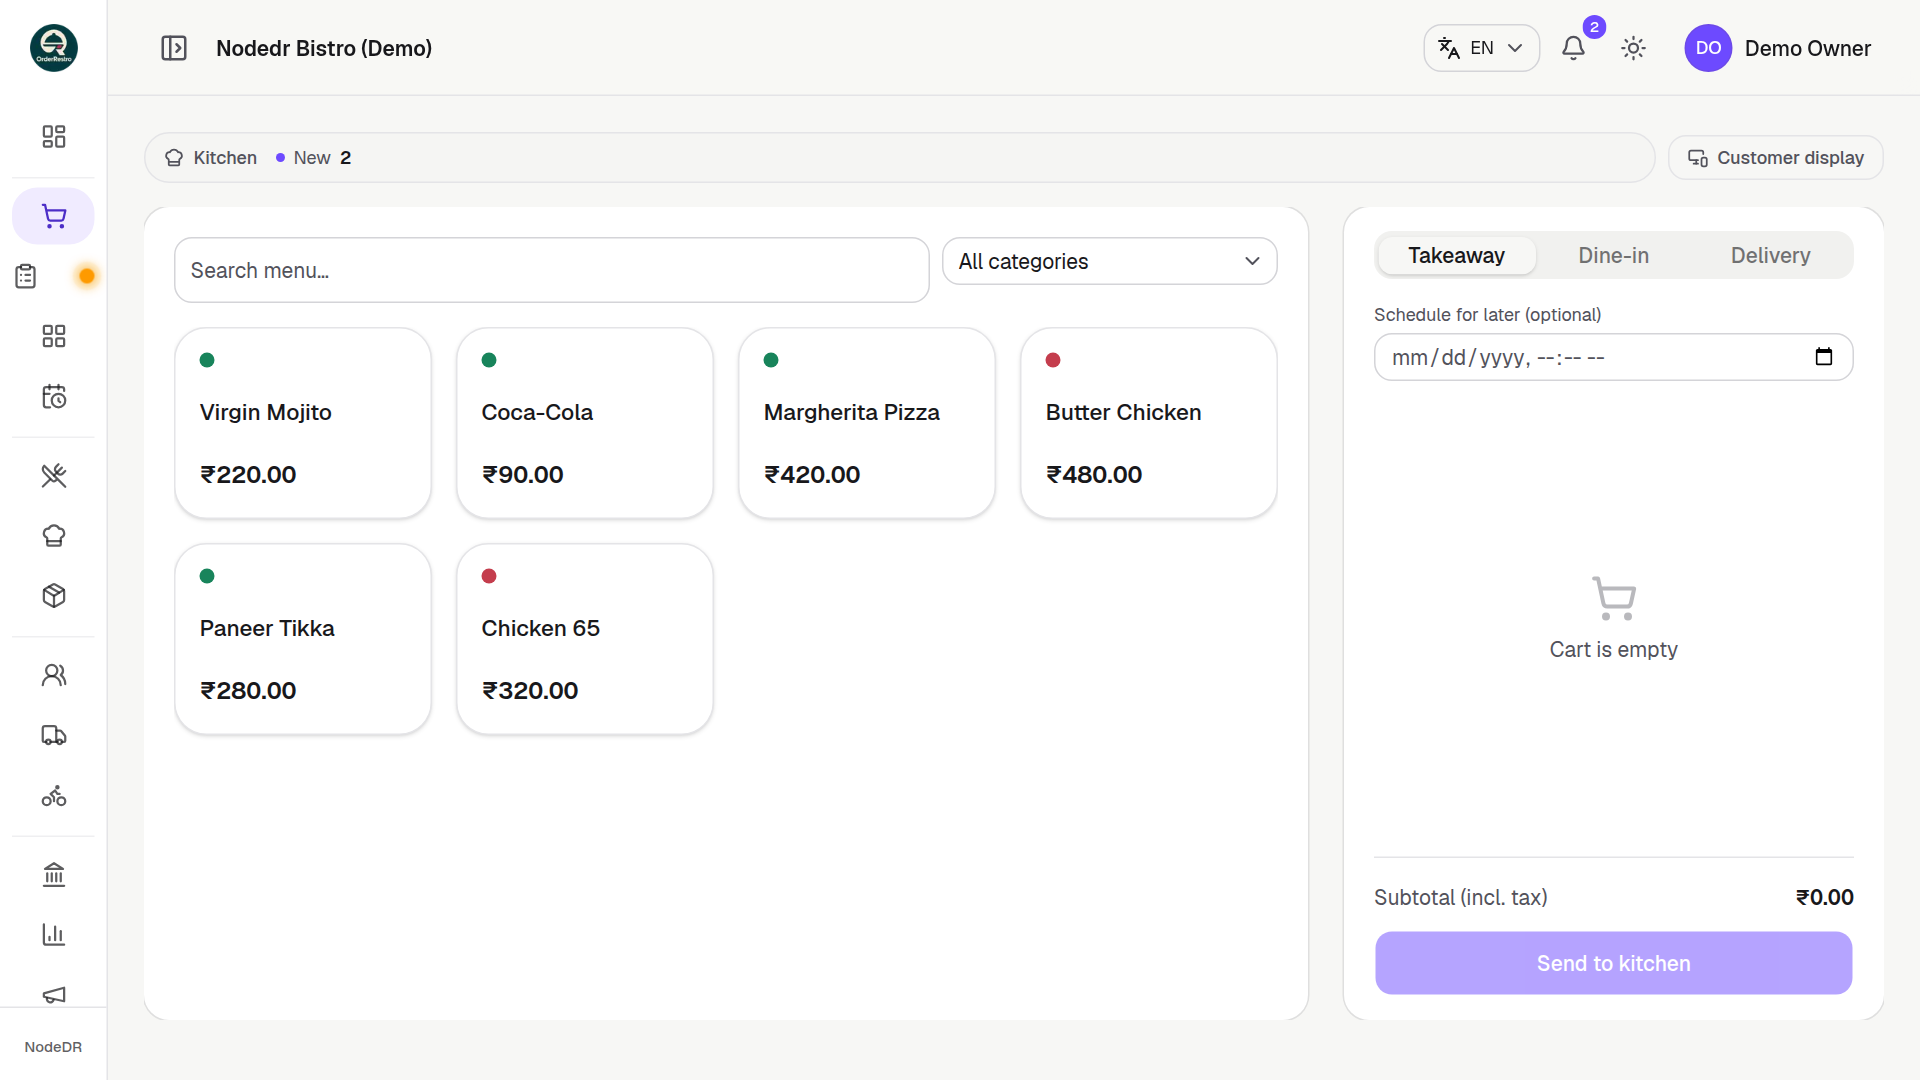 OrderRestro
Nodedr Bistro (Demo)
EN
2
DO
Demo Owner
Kitchen
New 2
Customer display
Search menu...
All categories
Virgin Mojito
₹220.00
Coca-Cola
₹90.00
Margherita Pizza
₹420.00
Butter Chicken
₹480.00
Paneer Tikka
₹280.00
Chicken 65
₹320.00
Takeaway
Dine-in
Delivery
Schedule for later (optional)
mm/dd/yyyy, --:-- --
Cart is empty
Subtotal (incl. tax)
₹0.00
Send to kitchen
NodeDR